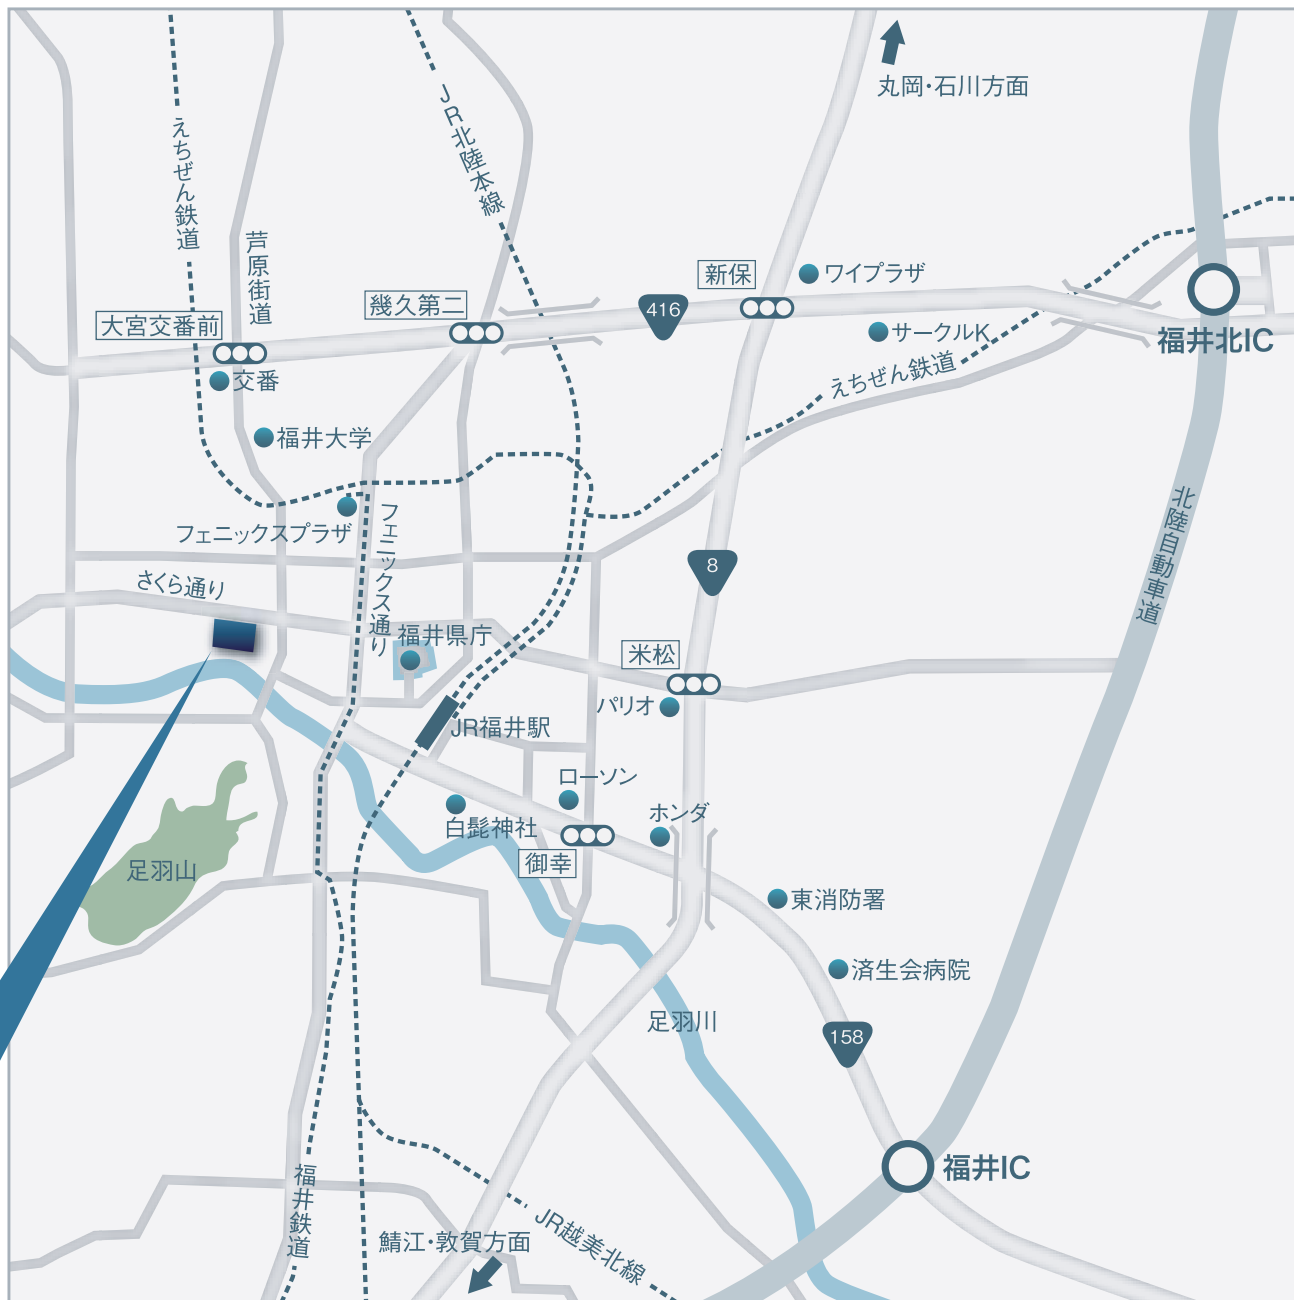 丸岡・石川方面
JR北陸本線
えちぜん鉄道
芦原街道
新保
ワイプラザ
幾久第二
416
大宮交番前
サークルK
福井北IC
えちぜん鉄道
交番
福井大学
フェニックスプラザ
フェニックス通り
北陸自動車道
8
さくら通り
福井県庁
米松
パリオ
JR福井駅
ローソン
ホンダ
白髭神社
御幸
足羽山
東消防署
済生会病院
足羽川
158
福井IC
福井鉄道
鯖江・敦賀方面
JR越美北線